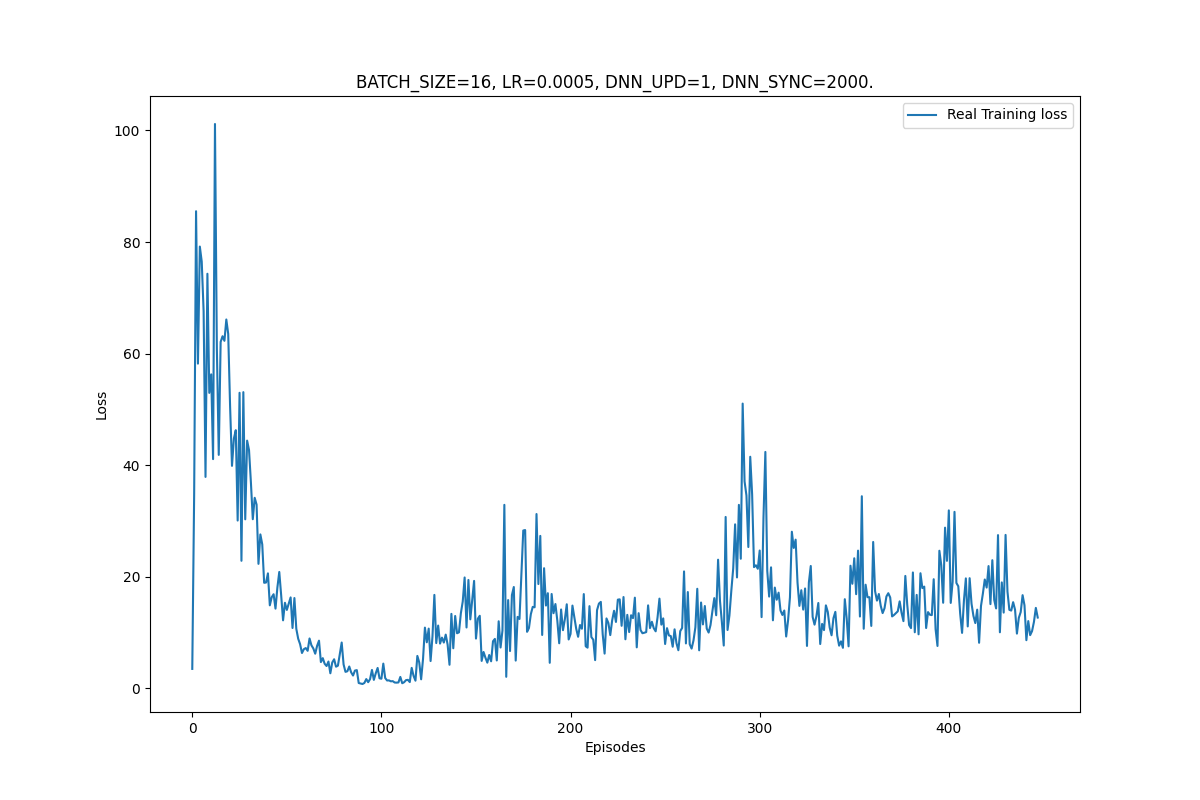 BATCH_SIZE=16, LR=0.0005, DNN_UPD=1, DNN_SYNC=2000.
Real Training loss
100
80
60
40
20
0
Loss
0 100 200 300 400
Episodes